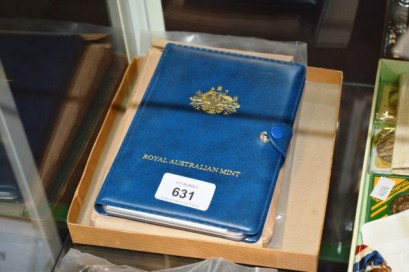 ROYAL AUSTRALIAN MINT
631